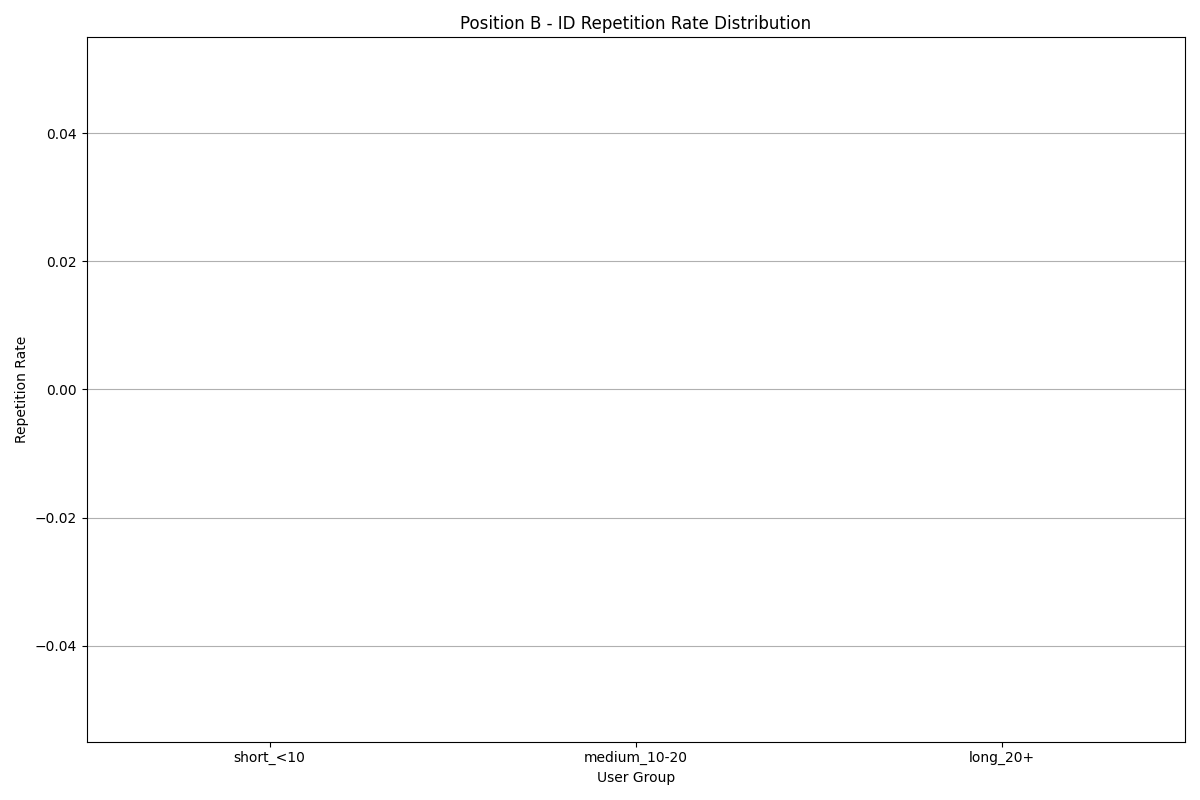 Position B - ID Repetition Rate Distribution
0.04
0.02
0.00
−0.02
−0.04
Repetition Rate
short_<10
medium_10-20
long_20+
User Group